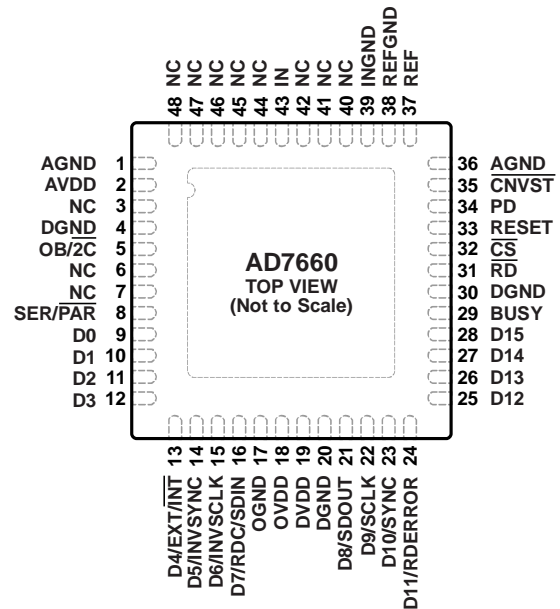 48 NC
47 NC
46 NC
45 NC
44 NC
43 IN
42 NC
41 NC
40 NC
39 INGND
38 REFGND
37 REF
AGND 1
AVDD 2
NC 3
DGND 4
OB/2C 5
NC 6
NC 7
SER/PAR 8
D0 9
D1 10
D2 11
D3 12
AD7660
TOP VIEW
(Not to Scale)
36 AGND
35 CNVST
34 PD
33 RESET
32 CS
31 RD
30 DGND
29 BUSY
28 D15
27 D14
26 D13
25 D12
D4/EXT/INT 13
D5/INVSYNC 14
D6/INVSCLK 15
D7/RDC/SDIN 16
OGND 17
OVDD 18
DVDD 19
DGND 20
D8/SDOUT 21
D9/SCLK 22
D10/SYNC 23
D11/RDERROR 24